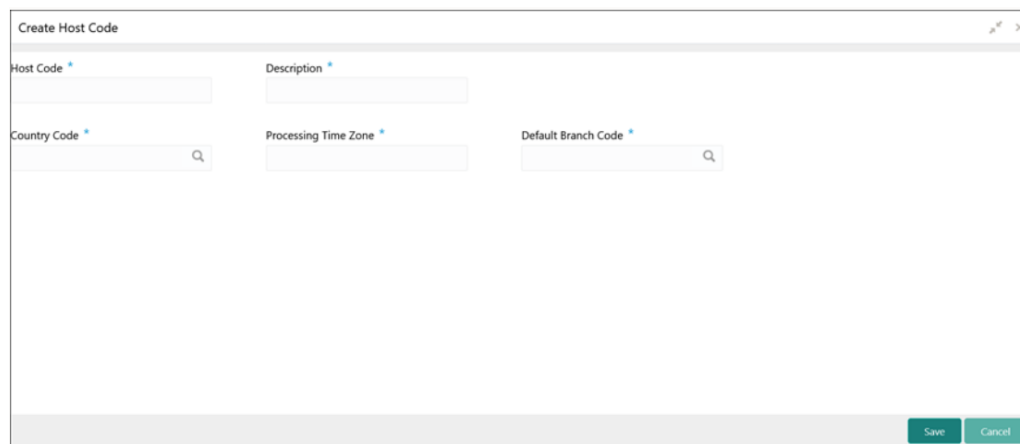 Create Host Code
Host Code *
Description *
Country Code *
Processing Time Zone *
Default Branch Code *
Save
Cancel